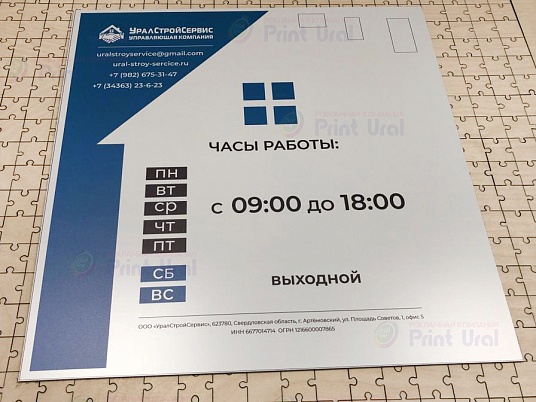 УралСтройСервис
УПРАВЛЯЮЩАЯ КОМПАНИЯ
uralstroyservice@gmail.com
ural-stroy-sercice.ru
+7 (982) 675-31-47
+7 (34363) 23-6-23
ЧАСЫ РАБОТЫ:
ПН
ВТ
СР
ЧТ
ПТ
с 09:00 до 18:00
СБ
ВС
ВЫХОДНОЙ
ООО «УралСтройСервис», 623780, Свердловская область, г. Артёмовский, ул. Площадь Советов, 1, офис 5
ИНН 6677014714 ОГРН 1216600007865
Print Ural
Print Ural
Print Ural
Print Ural